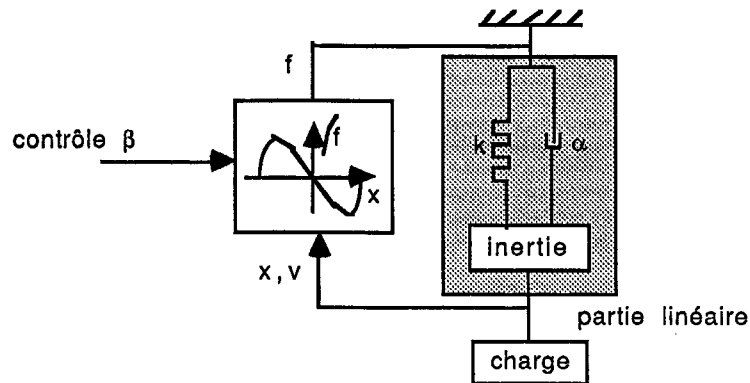 f
contrôle β
f
x
k
α
inertie
x, v
partie linéaire
charge